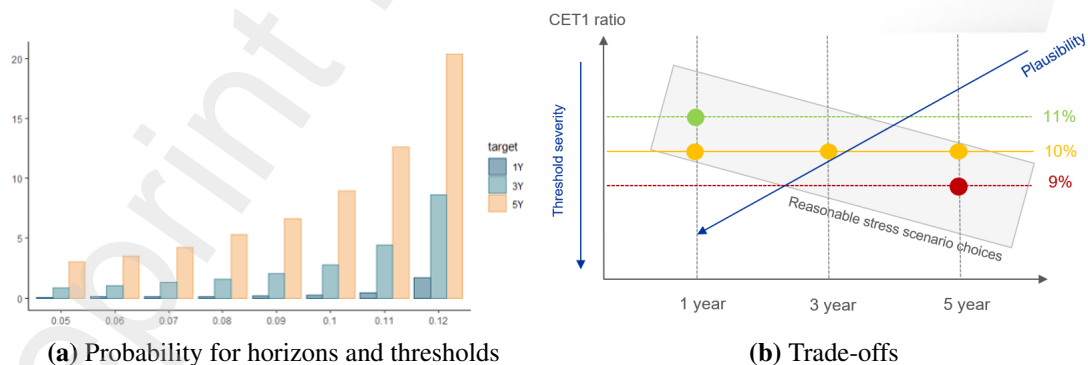 CET1 ratio
20
15
10
5
0
0.05 0.06 0.07 0.08 0.09 0.1 0.11 0.12
target
1Y
3Y
5Y
Threshold severity
Plausibility
11%
10%
9%
Reasonable stress scenario choices
1 year 3 year 5 year
(a) Probability for horizons and thresholds
(b) Trade-offs
print